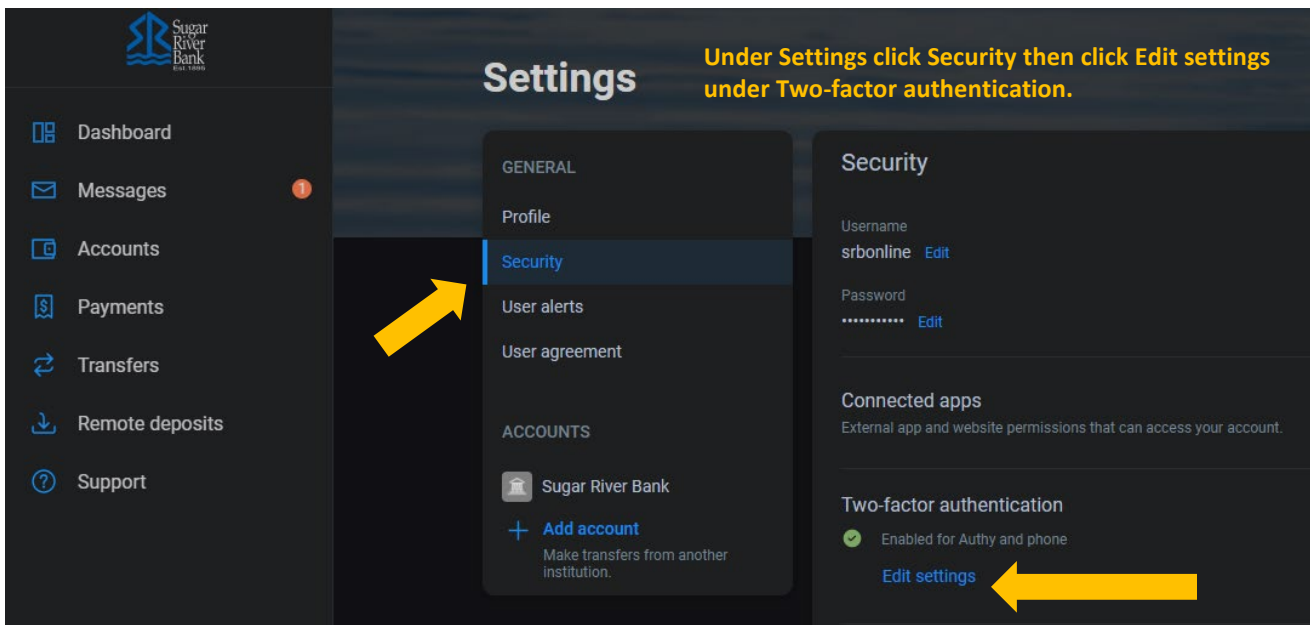 Sugar
River
Bank
Est. 1895
Dashboard
Messages
1
Accounts
Payments
Transfers
Remote deposits
Support
Settings
Under Settings click Security then click Edit settings
under Two-factor authentication.
GENERAL
Profile
Security
User alerts
User agreement
ACCOUNTS
Sugar River Bank
Add account
Make transfers from another
institution.
Security
Username
srbonline Edit
Password
••••••••••• Edit
Connected apps
External app and website permissions that can access your account.
Two-factor authentication
Enabled for Authy and phone
Edit settings